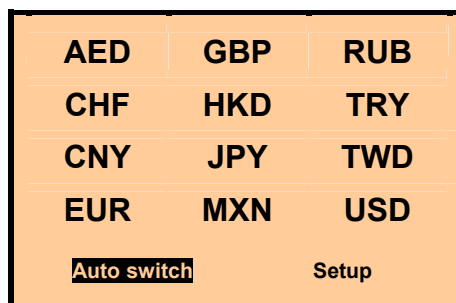 AED GBP RUB
CHF HKD TRY
CNY JPY TWD
EUR MXN USD
Auto switch Setup